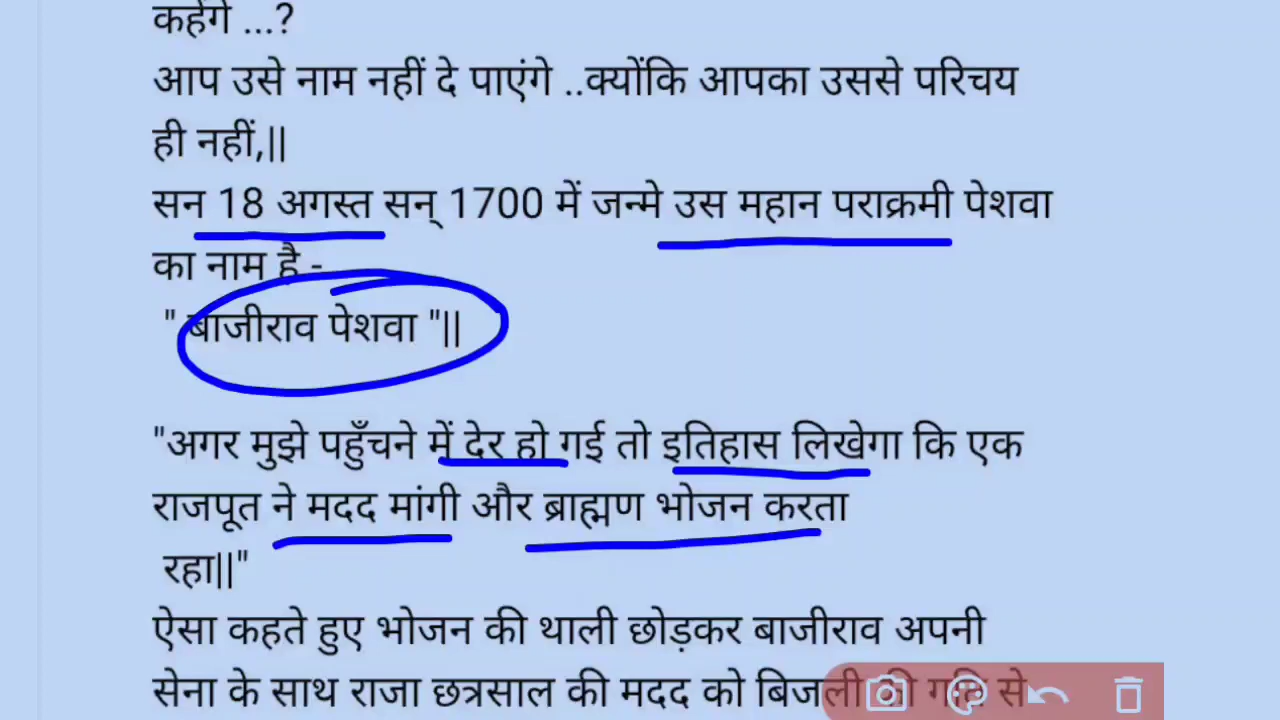 कहेंगे ...?
आप उसे नाम नहीं दे पाएंगे ..क्योंकि आपका उससे परिचय
ही नहीं,||
सन 18 अगस्त सन् 1700 में जन्मे उस महान पराक्रमी पेशवा
का नाम है -
" बाजीराव पेशवा "||
"अगर मुझे पहुँचने में देर हो गई तो इतिहास लिखेगा कि एक
राजपूत ने मदद मांगी और ब्राह्मण भोजन करता
रहा||"
ऐसा कहते हुए भोजन की थाली छोड़कर बाजीराव अपनी
सेना के साथ राजा छत्रसाल की मदद को बिजली की गति से